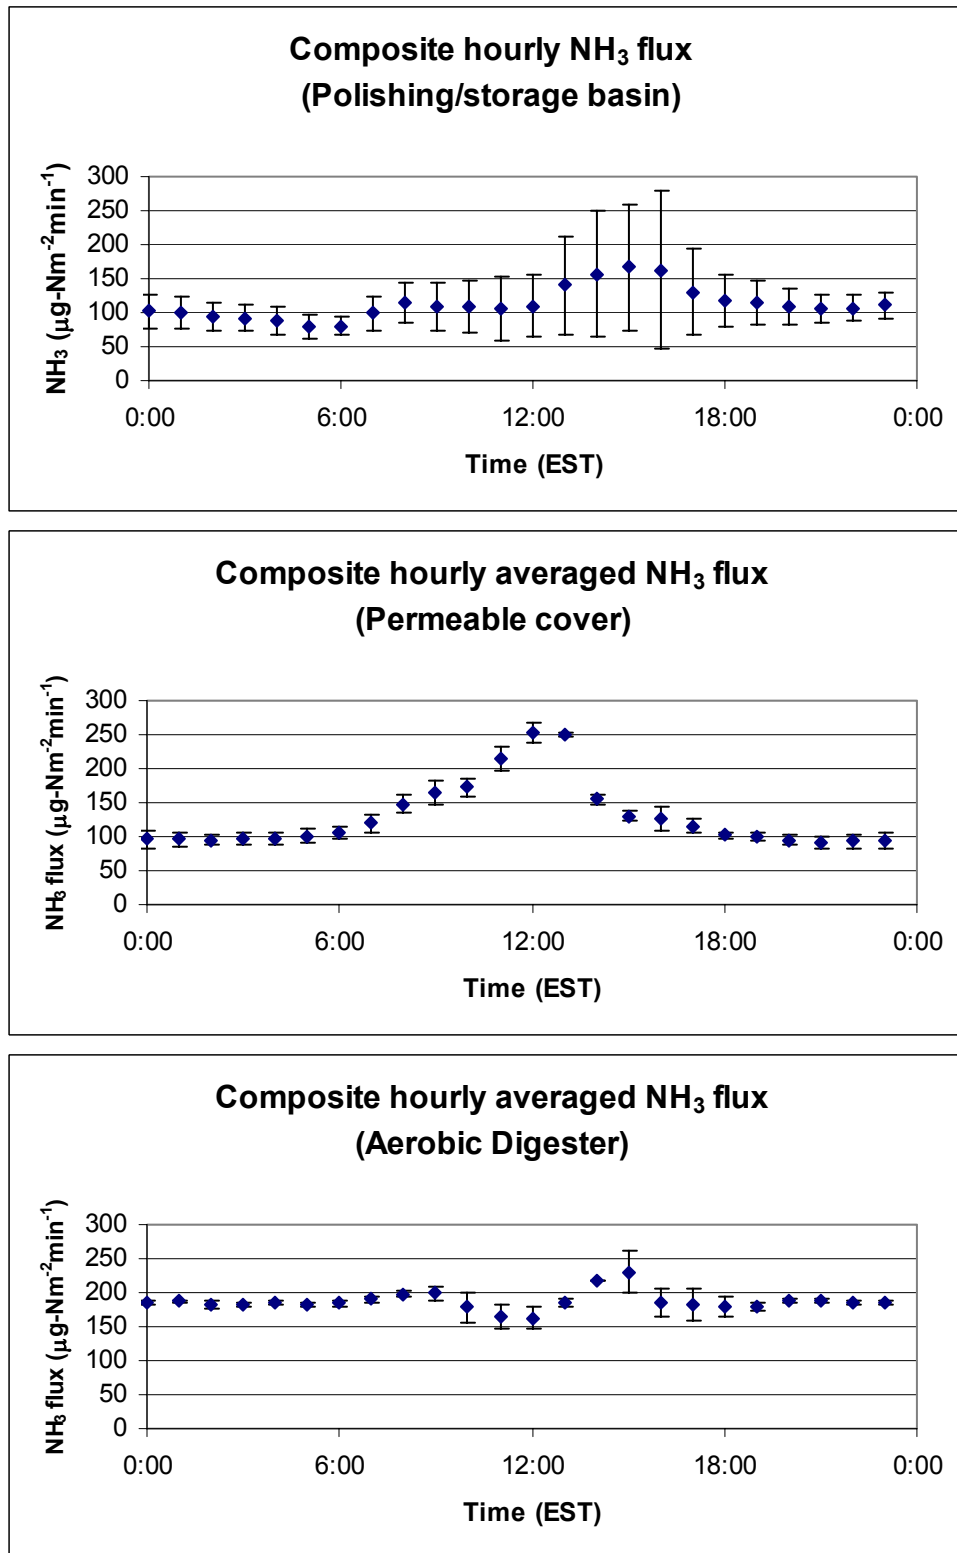 Composite hourly NH₃ flux
(Polishing/storage basin)
NH₃ (µg-Nm⁻²min⁻¹)
300
250
200
150
100
50
0
0:00 6:00 12:00 18:00 0:00
Time (EST)
Composite hourly averaged NH₃ flux
(Permeable cover)
NH₃ flux (µg-Nm⁻²min⁻¹)
300
250
200
150
100
50
0
0:00 6:00 12:00 18:00 0:00
Time (EST)
Composite hourly averaged NH₃ flux
(Aerobic Digester)
NH₃ flux (µg-Nm⁻²min⁻¹)
300
250
200
150
100
50
0
0:00 6:00 12:00 18:00 0:00
Time (EST)